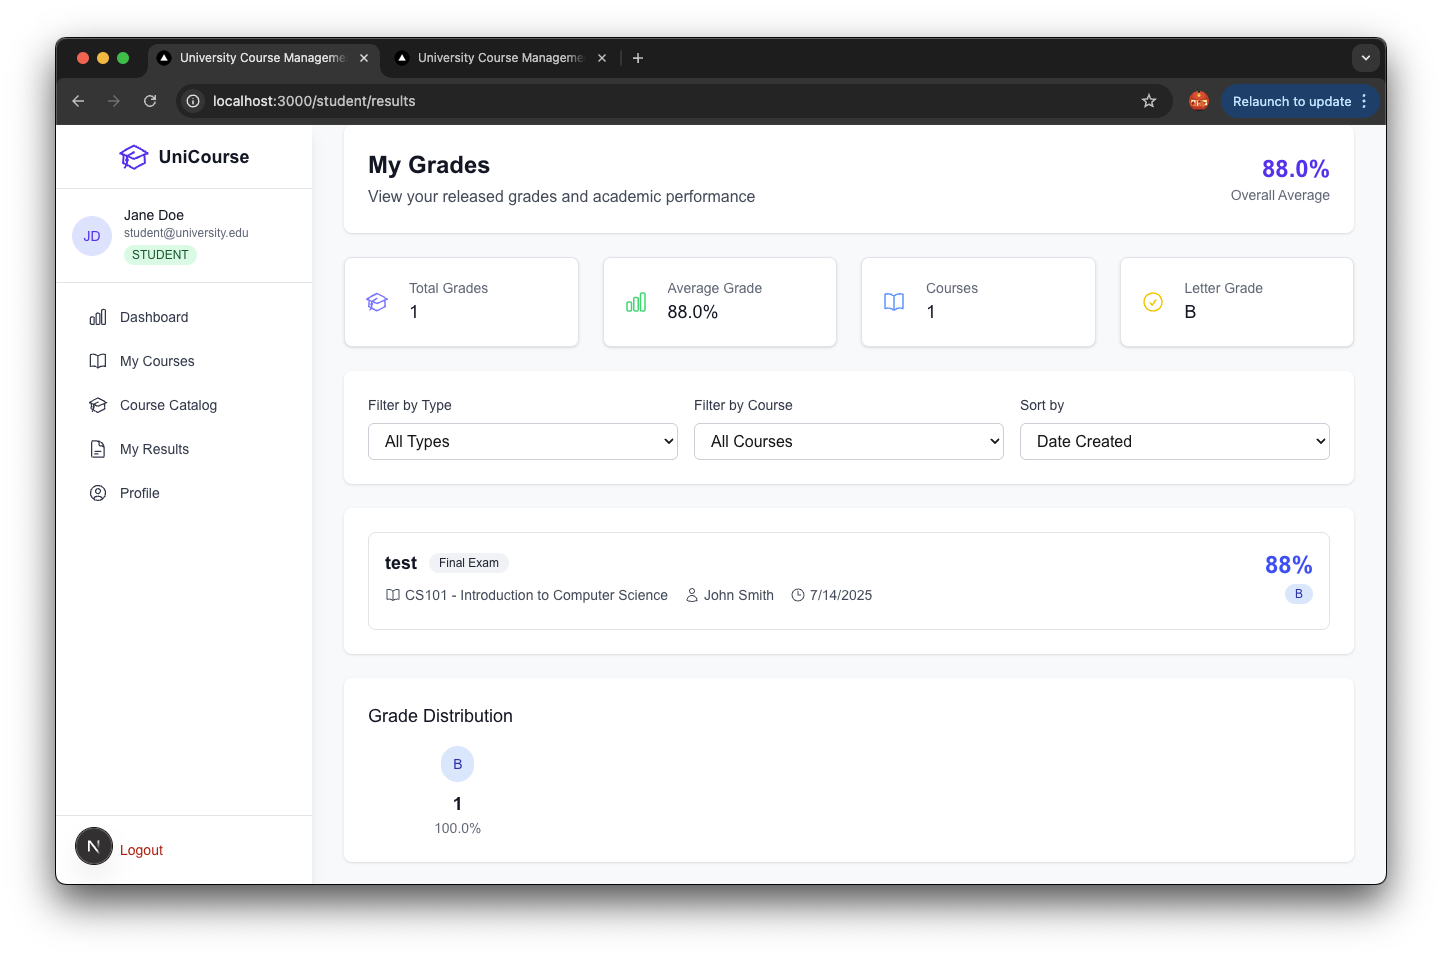 University Course Manageme
University Course Manageme
localhost:3000/student/results
Relaunch to update
UniCourse
JD
Jane Doe
student@university.edu
STUDENT
Dashboard
My Courses
Course Catalog
My Results
Profile
N
Logout
My Grades
View your released grades and academic performance
88.0%
Overall Average
Total Grades
1
Average Grade
88.0%
Courses
1
Letter Grade
B
Filter by Type
All Types
Filter by Course
All Courses
Sort by
Date Created
test Final Exam
CS101 - Introduction to Computer Science John Smith 7/14/2025
88%
B
Grade Distribution
B
1
100.0%